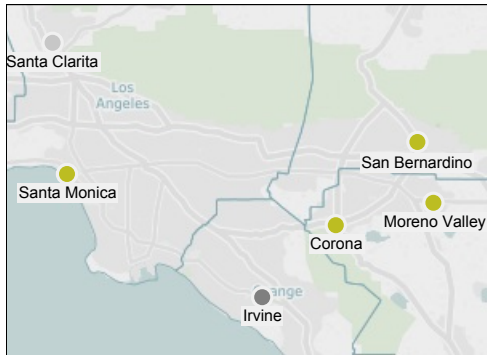 Santa Clarita
Los
Angeles
San Bernardino
Santa Monica
Moreno Valley
Corona
Orange
Irvine